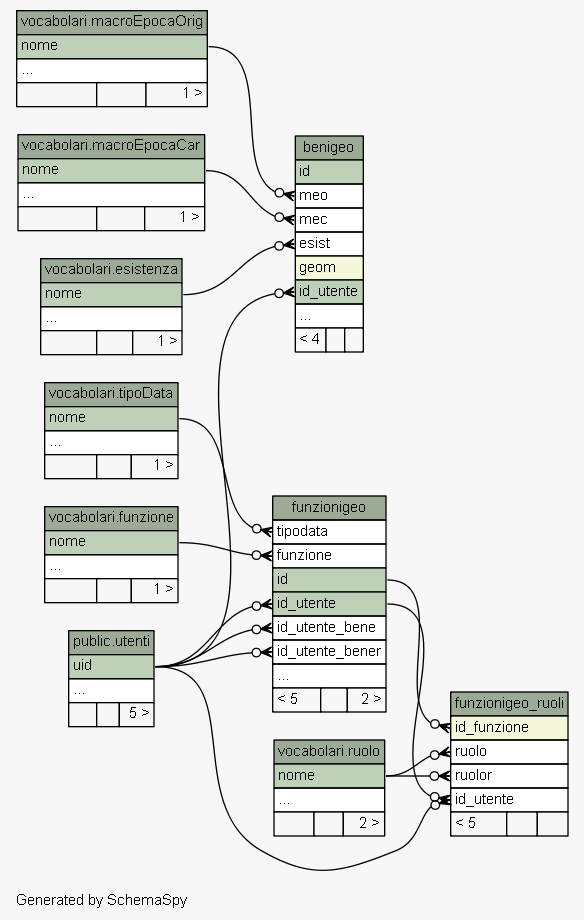 vocabolari.macroEpocaOrig
nome
...
1 >
vocabolari.macroEpocaCar
nome
...
1 >
benigeo
id
meo
mec
esist
geom
id_utente
...
< 4
vocabolari.esistenza
nome
...
1 >
vocabolari.tipoData
nome
...
1 >
vocabolari.funzione
nome
...
1 >
funzionigeo
tipodata
funzione
id
id_utente
id_utente_bene
id_utente_bener
...
< 5 2 >
public.utenti
uid
...
5 >
funzionigeo_ruoli
id_funzione
ruolo
ruolor
id_utente
< 5
vocabolari.ruolo
nome
...
2 >
Generated by SchemaSpy